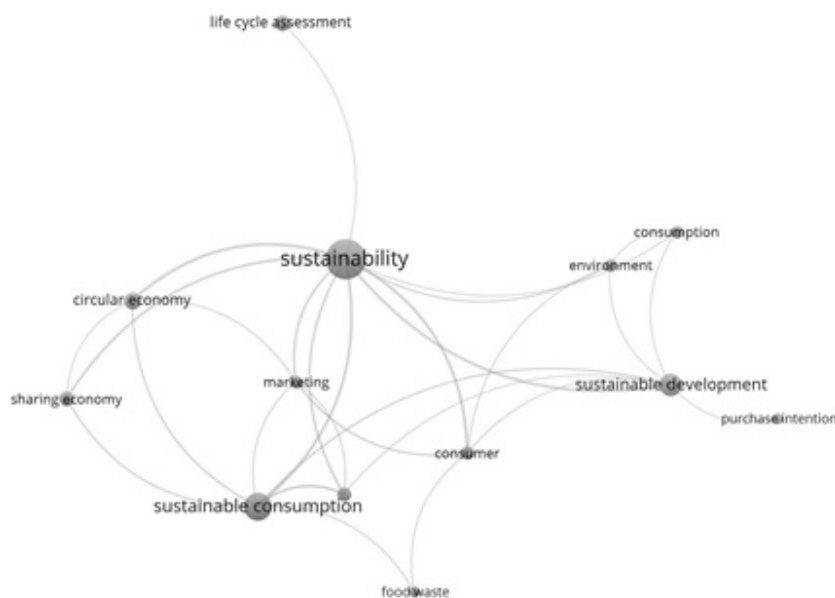 life cycle assessment
consumption
sustainability
environment
circular economy
marketing
sustainable development
sharing economy
purchase intention
consumer
sustainable consumption
food waste